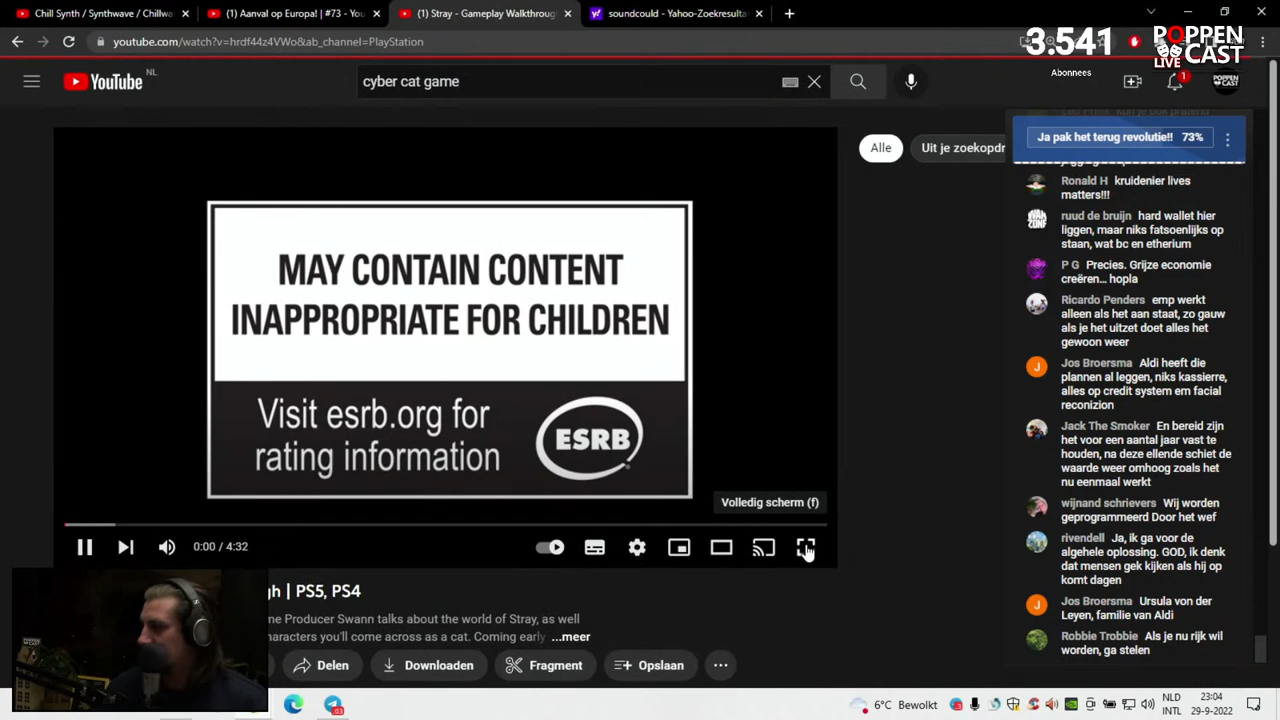 (1) Chill Synth / Synthwave / Chillwa
(1) Aanval op Europa! | #73 - You
(1) Stray - Gameplay Walkthroug
soundcould - Yahoo-Zoekresulta
youtube.com/watch?v=hrdf44z4VWo&ab_channel=PlayStation
3.541
Abonnees
POPPEN
LIVE CAST
YouTube NL
cyber cat game
1
POPPEN
CAST
Alle
Uit je zoekopdr
Ja pak het terug revolutie!! 73%
Ronald H kruidenier lives
matters!!!
ruud de bruijn hard wallet hier
liggen, maar niks fatsoenlijks op
staan, wat bc en etherium
P G Precies. Grijze economie
creëren… hopla
Ricardo Penders emp werkt
alleen als het aan staat, zo gauw
als je het uitzet doet alles het
gewoon weer
Jos Broersma Aldi heeft die
plannen al leggen, niks kassierre,
alles op credit system em facial
reconizion
Jack The Smoker En bereid zijn
het voor een aantal jaar vast te
houden, na deze ellende schiet de
waarde weer omhoog zoals het
nu eenmaal werkt
wijnand schrievers Wij worden
geprogrammeerd Door het wef
rivendell Ja, ik ga voor de
algehele oplossing. GOD, ik denk
dat mensen gek kijken als hij op
komt dagen
Jos Broersma Ursula von der
Leyen, familie van Aldi
Robbie Trobbie Als je nu rijk wil
worden, ga stelen
MAY CONTAIN CONTENT
INAPPROPRIATE FOR CHILDREN
Visit esrb.org for
rating information
ESRB
Volledig scherm (f)
0:00 / 4:32
gh | PS5, PS4
me Producer Swann talks about the world of Stray, as well
haracters you'll come across as a cat. Coming early ...meer
Delen
Downloaden
Fragment
Opslaan
6°C Bewolkt
NLD
INTL
23:04
29-9-2022